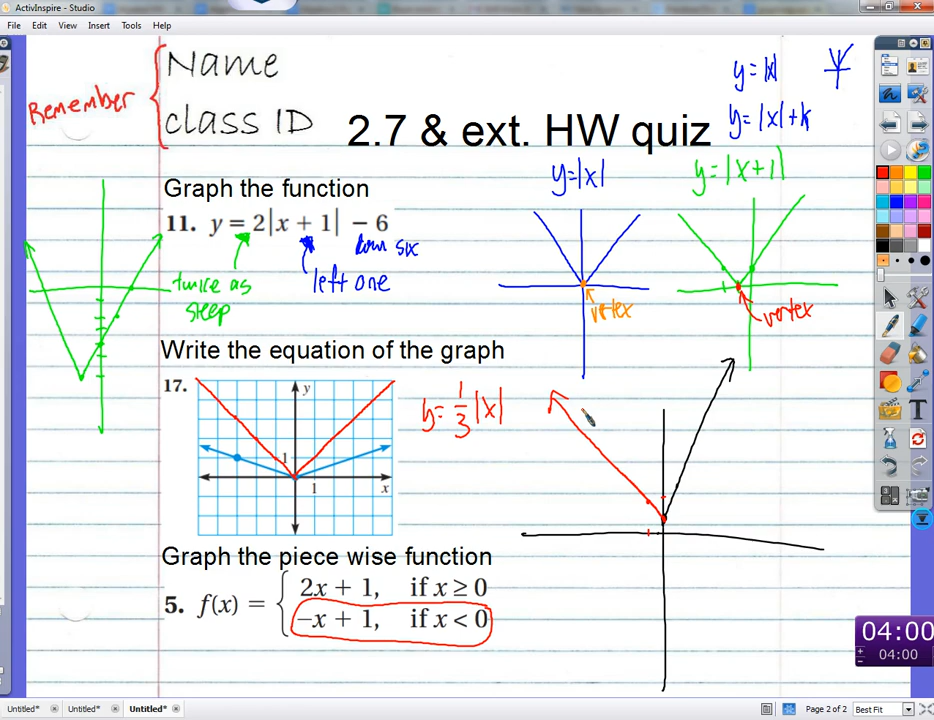 ActivInspire - Studio
File Edit View Insert Tools Help
Remember
Name
class ID
2.7 & ext. HW quiz
y=|x|
y=|x|+k
Graph the function
11. y = 2|x + 1| - 6
down six
left one
twice as
steep
y=|x|
vertex
y=|x+1|
vertex
Write the equation of the graph
17.
y
1
x
1
y=1/3|x|
Graph the piece wise function
5. f(x) = { 2x + 1, if x ≥ 0
-x + 1, if x < 0
04:00
04:00
Untitled* Untitled* Untitled*
Page 2 of 2 Best Fit